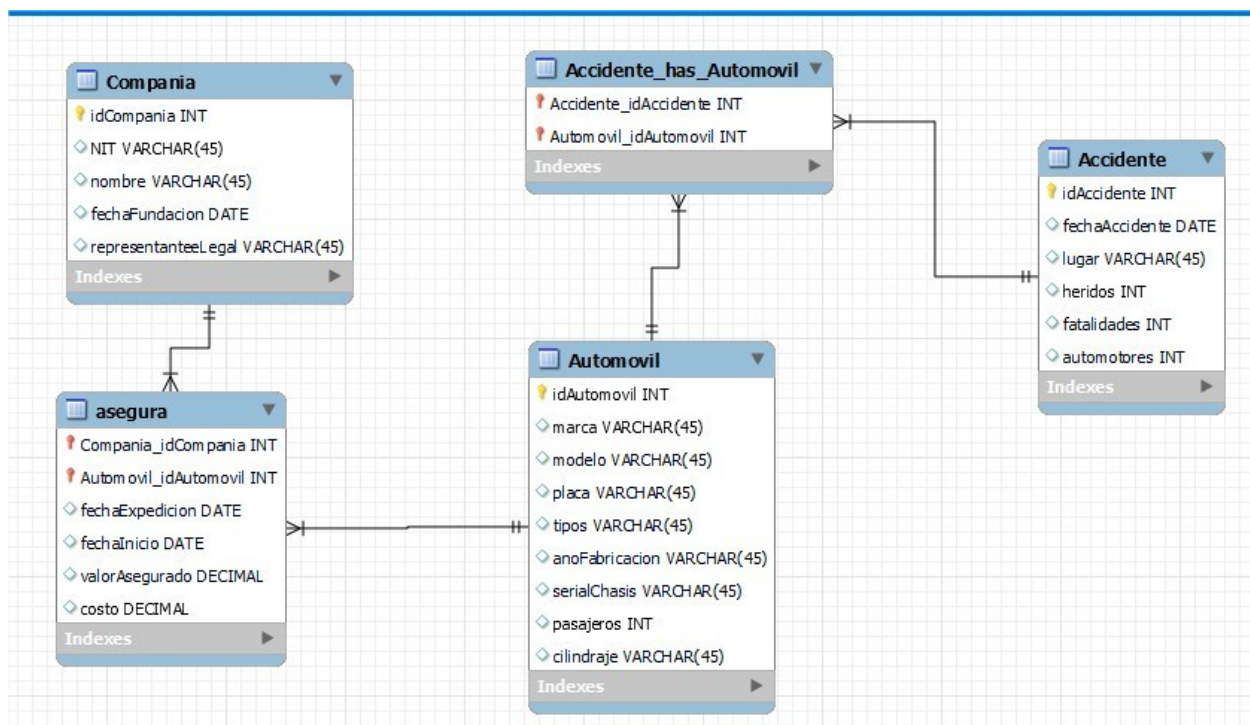 Compania
idCompania INT
NIT VARCHAR(45)
nombre VARCHAR(45)
fechaFundacion DATE
representanteeLegal VARCHAR(45)
Indexes
Accidente_has_Automovil
Accidente_idAccidente INT
Automovil_idAutomovil INT
Indexes
Accidente
idAccidente INT
fechaAccidente DATE
lugar VARCHAR(45)
heridos INT
fatalidades INT
automotores INT
Indexes
asegura
Compania_idCompania INT
Automovil_idAutomovil INT
fechaExpedicion DATE
fechaInicio DATE
valorAsegurado DECIMAL
costo DECIMAL
Indexes
Automovil
idAutomovil INT
marca VARCHAR(45)
modelo VARCHAR(45)
placa VARCHAR(45)
tipos VARCHAR(45)
anoFabricacion VARCHAR(45)
serialChasis VARCHAR(45)
pasajeros INT
cilindraje VARCHAR(45)
Indexes